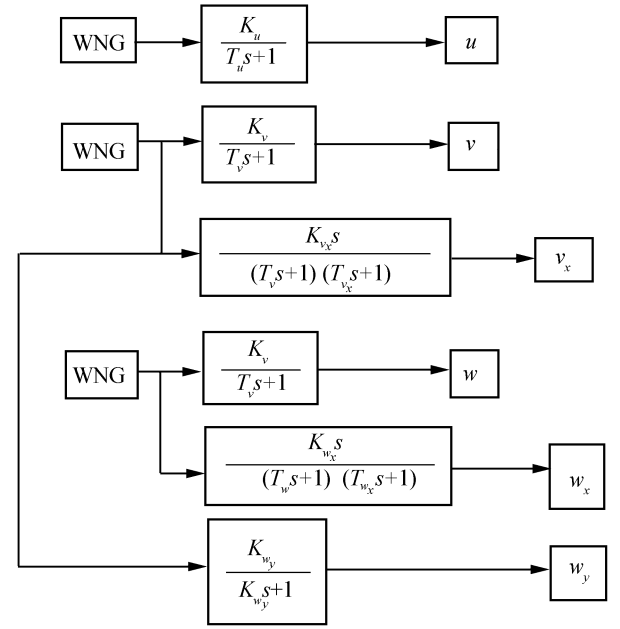 WNG K_u / (T_u s+1) u
WNG K_v / (T_v s+1) v
K_{v_x} s / ((T_v s+1) (T_{v_x} s+1)) v_x
WNG K_v / (T_v s+1) w
K_{w_x} s / ((T_w s+1) (T_{w_x} s+1)) w_x
K_{w_y} / (K_{w_y} s+1) w_y